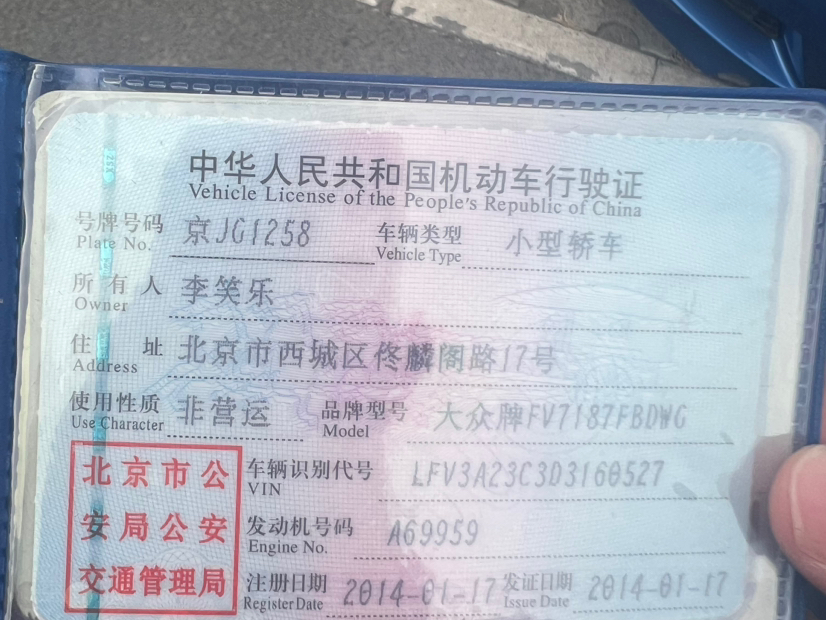 中华人民共和国机动车行驶证
Vehicle License of the People's Republic of China
号牌号码 京JG1258 车辆类型 小型轿车
Plate No. Vehicle Type
所有人 李笑乐
Owner
住址 北京市西城区佟麟阁路17号
Address
使用性质 非营运 品牌型号 大众牌FV7187FBDWG
Use Character Model
北京市公 车辆识别代号 LFV3A23C3D3160527
VIN
安局公安 发动机号码 A69959
Engine No.
交通管理局 注册日期 2014-01-17 发证日期 2014-01-17
Register Date Issue Date